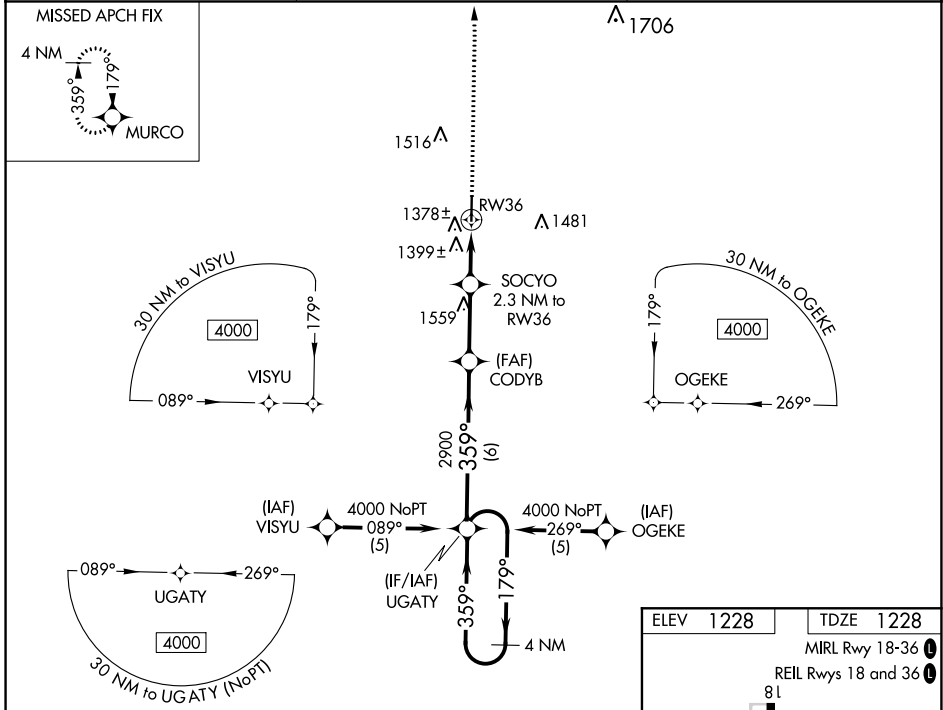 MISSED APCH FIX
4 NM
359°
179°
MURCO
1706
1516
1378±
RW36
1481
1399±
SOCYO
2.3 NM to
RW36
1559
(FAF)
CODYB
30 NM to VISYU
4000
179°
VISYU
089°
30 NM to OGEKE
179°
4000
OGEKE
269°
2900
359°
(6)
(IAF)
VISYU
4000 NoPT
089°
(5)
4000 NoPT
269°
(5)
(IAF)
OGEKE
(IF/IAF)
UGATY
359°
179°
4 NM
089°
269°
UGATY
4000
30 NM to UGATY (NoPT)
ELEV 1228
TDZE 1228
MIRL Rwy 18-36 L
REIL Rwys 18 and 36 L
18